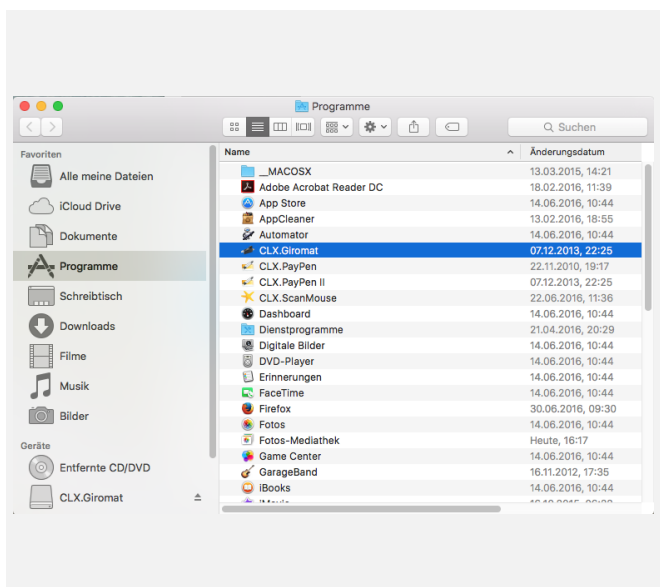 Programme
Suchen
Favoriten
Alle meine Dateien
iCloud Drive
Dokumente
Programme
Schreibtisch
Downloads
Filme
Musik
Bilder
Geräte
Entfernte CD/DVD
CLX.Giromat
Name Änderungsdatum
__MACOSX 13.03.2015, 14:21
Adobe Acrobat Reader DC 18.02.2016, 11:39
App Store 14.06.2016, 10:44
AppCleaner 13.02.2016, 18:55
Automator 14.06.2016, 10:44
CLX.Giromat 07.12.2013, 22:25
CLX.PayPen 22.11.2010, 19:17
CLX.PayPen II 07.12.2013, 22:25
CLX.ScanMouse 22.06.2016, 11:36
Dashboard 14.06.2016, 10:44
Dienstprogramme 21.04.2016, 20:29
Digitale Bilder 14.06.2016, 10:44
DVD-Player 14.06.2016, 10:44
Erinnerungen 14.06.2016, 10:44
FaceTime 14.06.2016, 10:44
Firefox 30.06.2016, 09:30
Fotos 14.06.2016, 10:44
Fotos-Mediathek Heute, 16:17
Game Center 14.06.2016, 10:44
GarageBand 16.11.2012, 17:35
iBooks 14.06.2016, 10:44